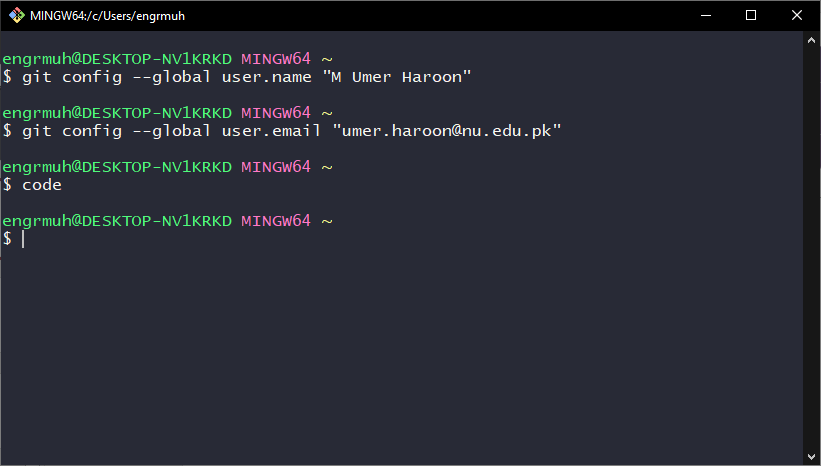 MINGW64:/c/Users/engrmuh
engrmuh@DESKTOP-NV1KRKD MINGW64 ~
$ git config --global user.name "M Umer Haroon"
engrmuh@DESKTOP-NV1KRKD MINGW64 ~
$ git config --global user.email "umer.haroon@nu.edu.pk"
engrmuh@DESKTOP-NV1KRKD MINGW64 ~
$ code
engrmuh@DESKTOP-NV1KRKD MINGW64 ~
$